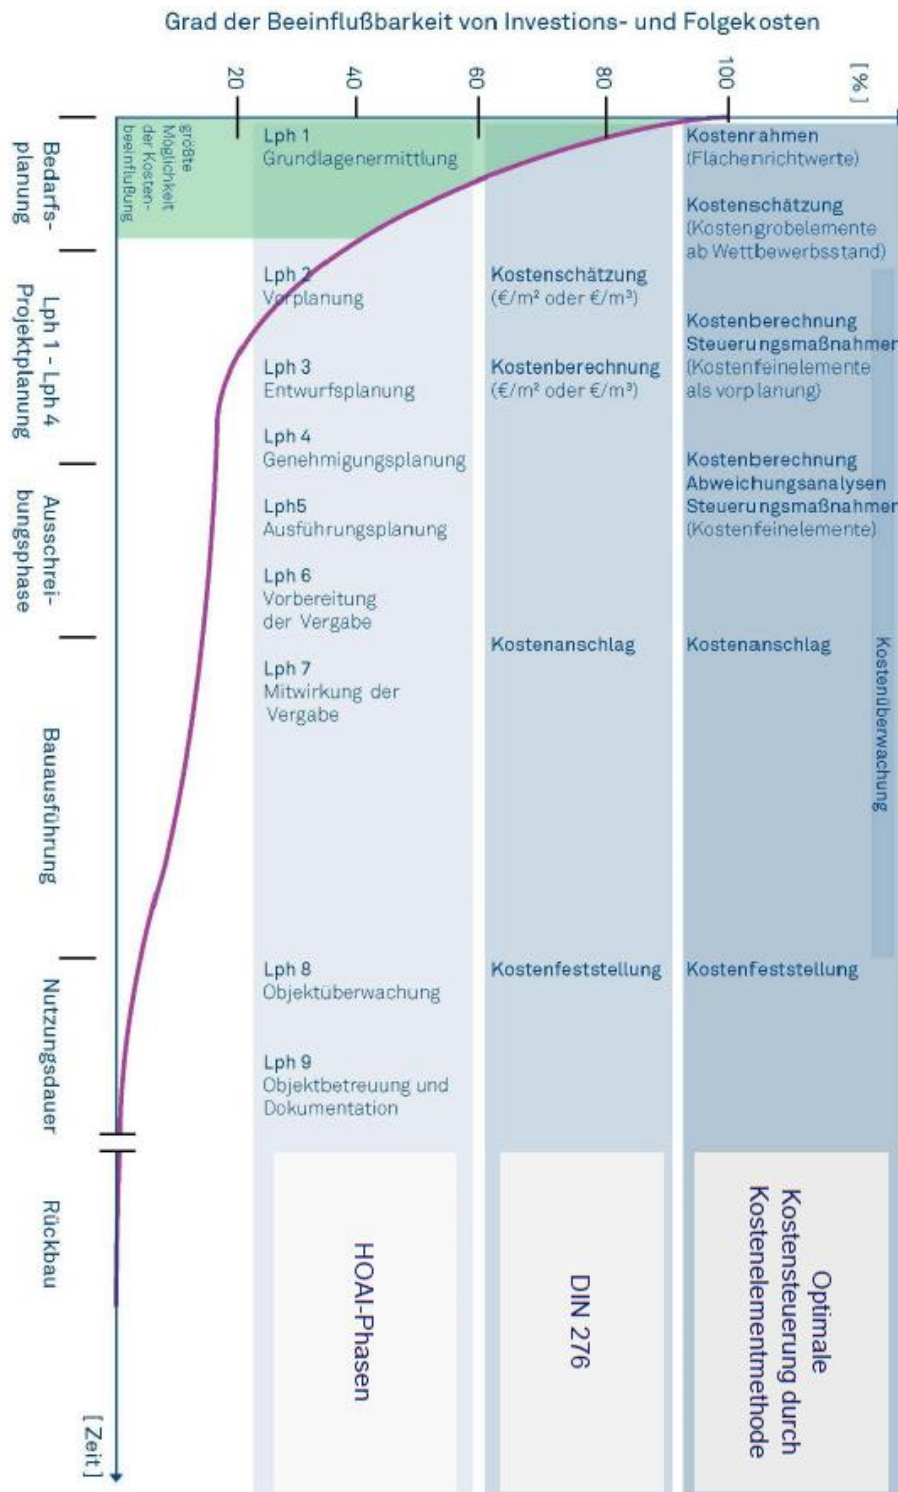 Grad der Beeinflußbarkeit von Investions- und Folgekosten
20
40
60
80
100
[ % ]
Bedarfs-
planung
Lph 1 - Lph 4
Projektplanung
Ausschrei-
bungsphase
Bauausführung
Nutzungsdauer
Rückbau
[ Zeit ]
größte
Möglichkeit
der Kosten-
beeinflußung
Lph 1
Grundlagenermittlung
Lph 2
Vorplanung
Lph 3
Entwurfsplanung
Lph 4
Genehmigungsplanung
Lph5
Ausführungsplanung
Lph 6
Vorbereitung
der Vergabe
Lph 7
Mitwirkung der
Vergabe
Lph 8
Objektüberwachung
Lph 9
Objektbetreuung und
Dokumentation
HOAI-Phasen
Kostenschätzung
(€/m² oder €/m³)
Kostenberechnung
(€/m² oder €/m³)
Kostenanschlag
Kostenfeststellung
DIN 276
Kostenrahmen
(Flächenrichtwerte)
Kostenschätzung
(Kostengrobelemente
ab Wettbewerbsstand)
Kostenberechnung
Steuerungsmaßnahmen
(Kostenfeinelemente
als vorplanung)
Kostenberechnung
Abweichungsanalysen
Steuerungsmaßnahmen
(Kostenfeinelemente)
Kostenanschlag
Kostenüberwachung
Kostenfeststellung
Optimale
Kostensteuerung durch
Kostenelementmethode